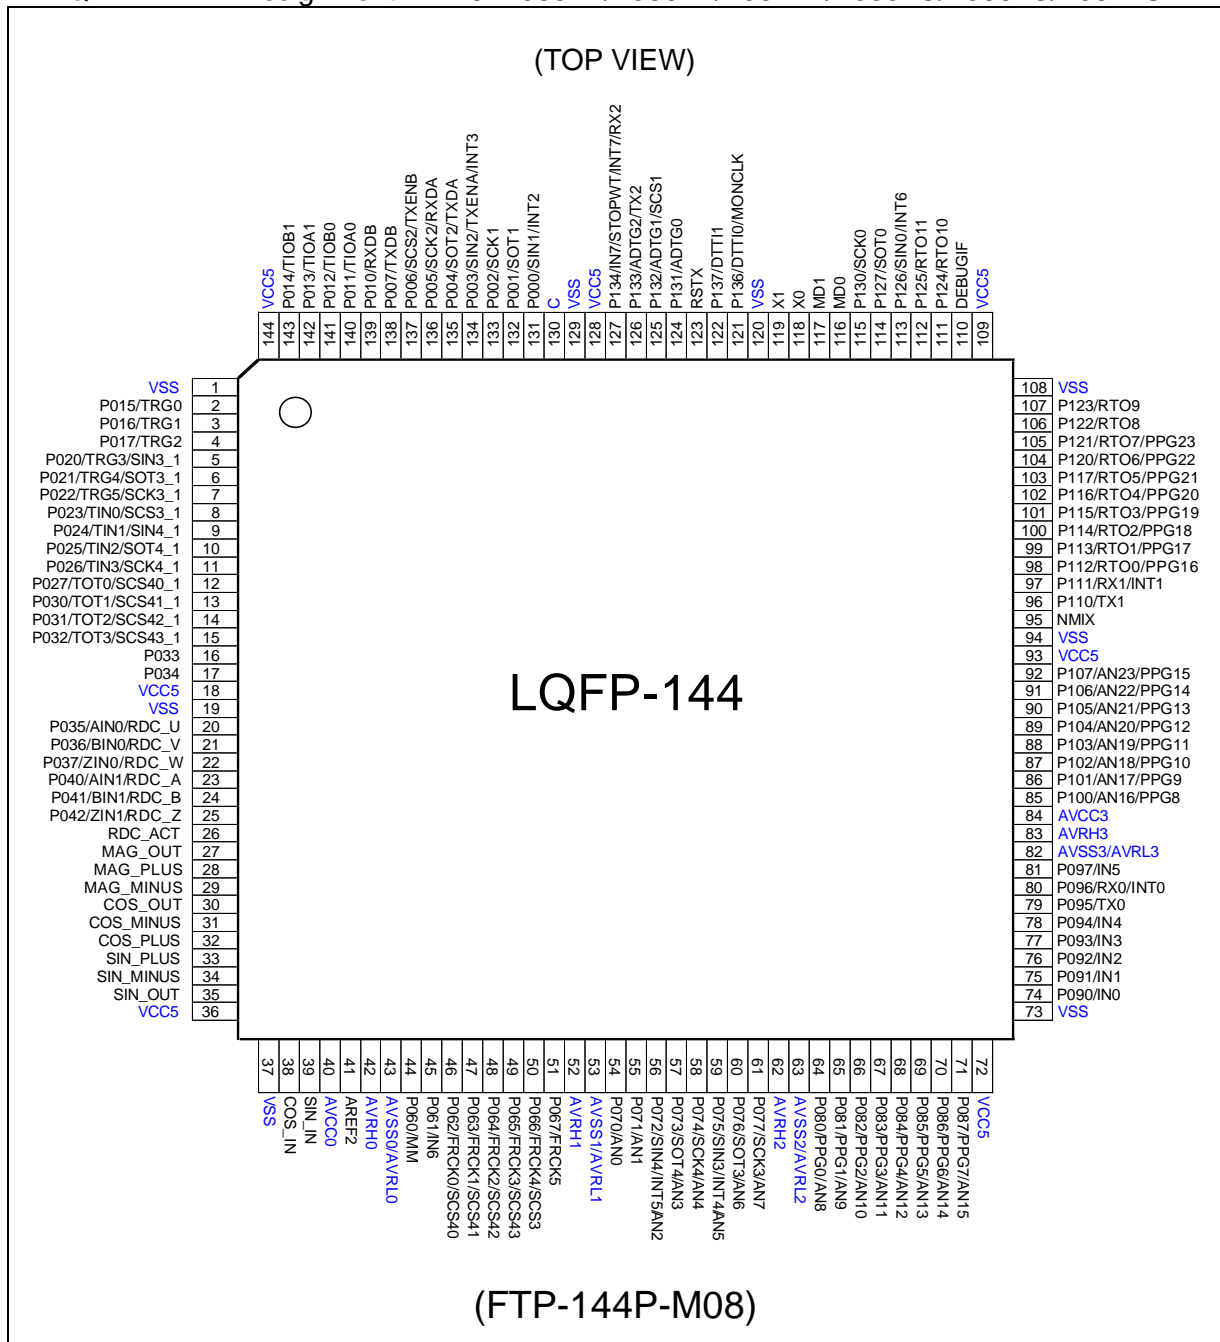 (TOP VIEW)
VCC5
P014/TIOB1
P013/TIOA1
P012/TIOB0
P011/TIOA0
P010/RXDB
P007/TXDB
P006/SCS2/TXENB
P005/SCK2/RXDA
P004/SOT2/TXDA
P003/SIN2/TXENA/INT3
P002/SCK1
P001/SOT1
P000/SIN1/INT2
C
VSS
VCC5
P134/IN7/STOPWT/INT7/RX2
P133/ADTG2/TX2
P132/ADTG1/SCS1
P131/ADTG0
RSTX
P137/DTTI1
P136/DTTI0/MONCLK
VSS
X1
X0
MD1
MD0
P130/SCK0
P127/SOT0
P126/SIN0/INT6
P125/RTO11
P124/RTO10
DEBUGIF
VCC5
144 143 142 141 140 139 138 137 136 135 134 133 132 131 130 129 128 127 126 125 124 123 122 121 120 119 118 117 116 115 114 113 112 111 110 109
VSS 1
P015/TRG0 2
P016/TRG1 3
P017/TRG2 4
P020/TRG3/SIN3_1 5
P021/TRG4/SOT3_1 6
P022/TRG5/SCK3_1 7
P023/TIN0/SCS3_1 8
P024/TIN1/SIN4_1 9
P025/TIN2/SOT4_1 10
P026/TIN3/SCK4_1 11
P027/TOT0/SCS40_1 12
P030/TOT1/SCS41_1 13
P031/TOT2/SCS42_1 14
P032/TOT3/SCS43_1 15
P033 16
P034 17
VCC5 18
VSS 19
P035/AIN0/RDC_U 20
P036/BIN0/RDC_V 21
P037/ZIN0/RDC_W 22
P040/AIN1/RDC_A 23
P041/BIN1/RDC_B 24
P042/ZIN1/RDC_Z 25
RDC_ACT 26
MAG_OUT 27
MAG_PLUS 28
MAG_MINUS 29
COS_OUT 30
COS_MINUS 31
COS_PLUS 32
SIN_PLUS 33
SIN_MINUS 34
SIN_OUT 35
VCC5 36
LQFP-144
108 VSS
107 P123/RTO9
106 P122/RTO8
105 P121/RTO7/PPG23
104 P120/RTO6/PPG22
103 P117/RTO5/PPG21
102 P116/RTO4/PPG20
101 P115/RTO3/PPG19
100 P114/RTO2/PPG18
99 P113/RTO1/PPG17
98 P112/RTO0/PPG16
97 P111/RX1/INT1
96 P110/TX1
95 NMIX
94 VSS
93 VCC5
92 P107/AN23/PPG15
91 P106/AN22/PPG14
90 P105/AN21/PPG13
89 P104/AN20/PPG12
88 P103/AN19/PPG11
87 P102/AN18/PPG10
86 P101/AN17/PPG9
85 P100/AN16/PPG8
84 AVCC3
83 AVRH3
82 AVSS3/AVRL3
81 P097/IN5
80 P096/RX0/INT0
79 P095/TX0
78 P094/IN4
77 P093/IN3
76 P092/IN2
75 P091/IN1
74 P090/IN0
73 VSS
37 38 39 40 41 42 43 44 45 46 47 48 49 50 51 52 53 54 55 56 57 58 59 60 61 62 63 64 65 66 67 68 69 70 71 72
VSS
COS_IN
SIN_IN
AVCC0
AREF2
AVRH0
AVSS0/AVRL0
P060/MM
P061/IN6
P062/FRCK0/SCS40
P063/FRCK1/SCS41
P064/FRCK2/SCS42
P065/FRCK3/SCS43
P066/FRCK4/SCS3
P067/FRCK5
AVRH1
AVSS1/AVRL1
P070/AN0
P071/AN1
P072/SIN4/INT5/AN2
P073/SOT4/AN3
P074/SCK4/AN4
P075/SIN3/INT4/AN5
P076/SOT3/AN6
P077/SCK3/AN7
AVRH2
AVSS2/AVRL2
P080/PPG0/AN8
P081/PPG1/AN9
P082/PPG2/AN10
P083/PPG3/AN11
P084/PPG4/AN12
P085/PPG5/AN13
P086/PPG6/AN14
P087/PPG7/AN15
VCC5
(FTP-144P-M08)